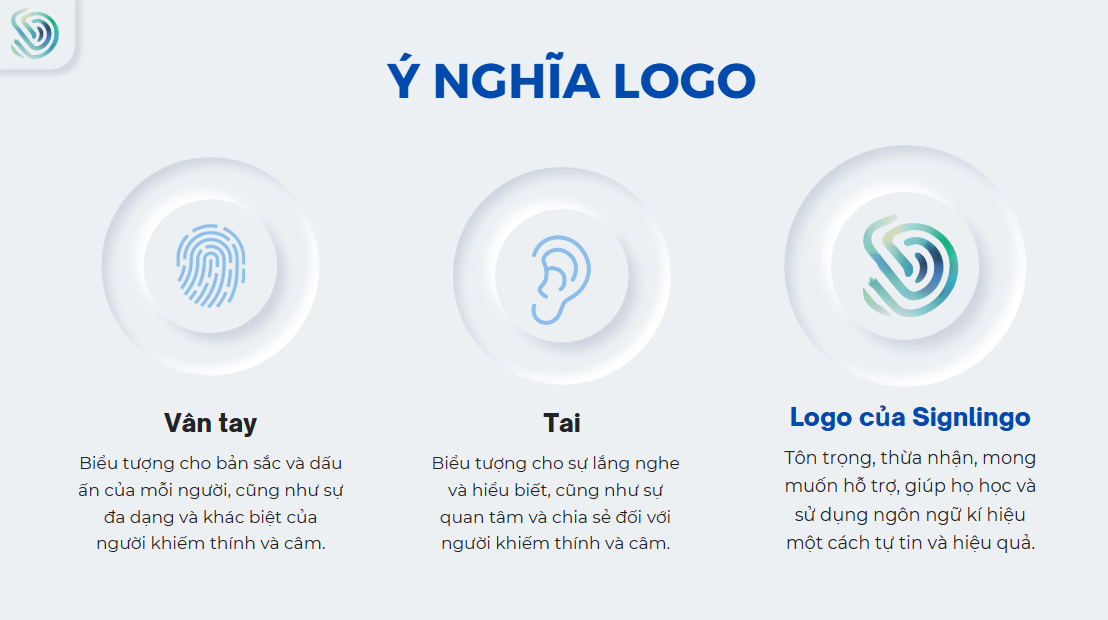 Ý NGHĨA LOGO
Vân tay
Biểu tượng cho bản sắc và dấu
ấn của mỗi người, cũng như sự
đa dạng và khác biệt của
người khiếm thính và câm.
Tai
Biểu tượng cho sự lắng nghe
và hiểu biết, cũng như sự
quan tâm và chia sẻ đối với
người khiếm thính và câm.
Logo của Signlingo
Tôn trọng, thừa nhận, mong
muốn hỗ trợ, giúp họ học và
sử dụng ngôn ngữ kí hiệu
một cách tự tin và hiệu quả.